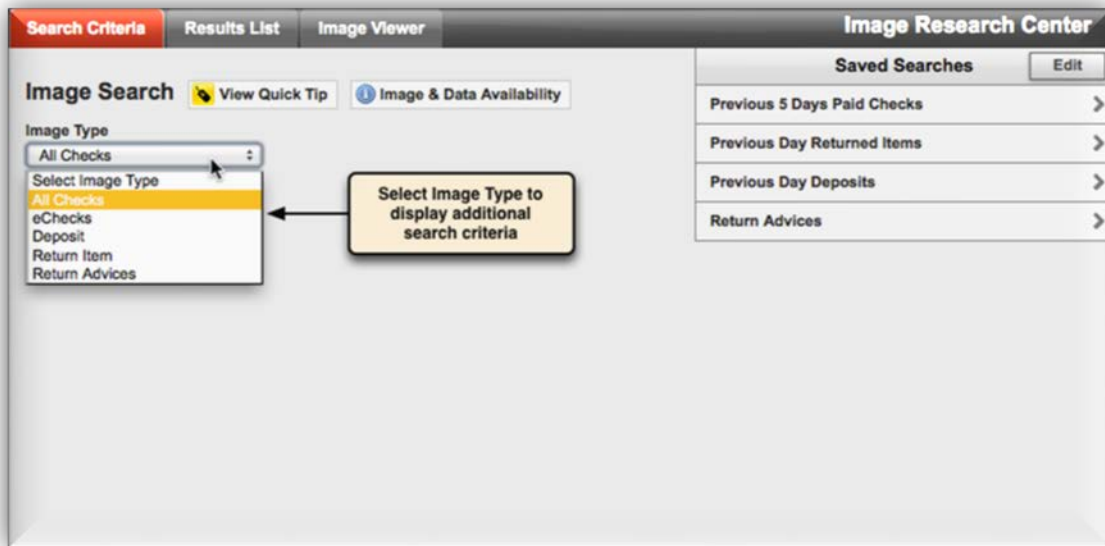 Search Criteria
Results List
Image Viewer
Image Research Center
Image Search
View Quick Tip
Image & Data Availability
Image Type
All Checks
Select Image Type
All Checks
eChecks
Deposit
Return Item
Return Advices
Select Image Type to
display additional
search criteria
Saved Searches
Edit
Previous 5 Days Paid Checks
Previous Day Returned Items
Previous Day Deposits
Return Advices